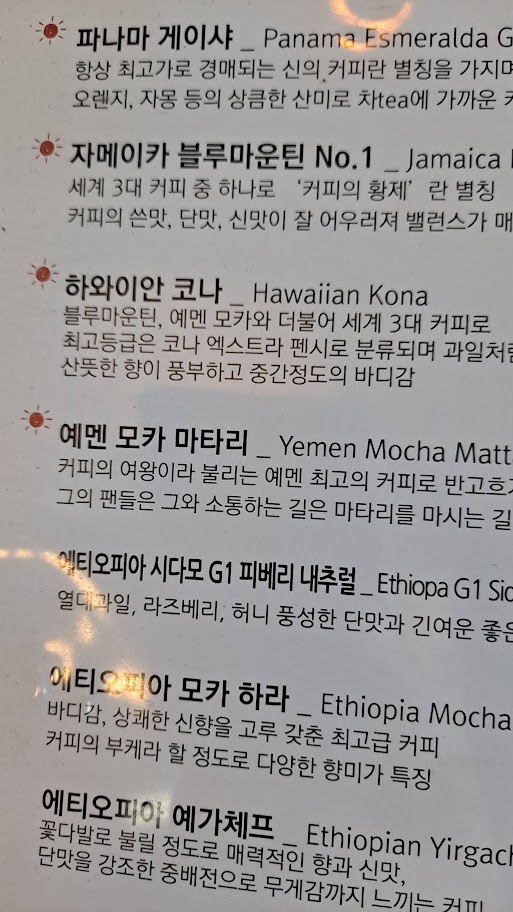 파나마 게이샤 _ Panama Esmeralda G
항상 최고가로 경매되는 신의 커피란 별칭을 가지며
오렌지, 자몽 등의 상큼한 산미로 차tea에 가까운
자메이카 블루마운틴 No.1 _ Jamaica
세계 3대 커피 중 하나로 ‘커피의 황제’ 란 별칭
커피의 쓴맛, 단맛, 신맛이 잘 어우러져 밸런스가 매
하와이안 코나 _ Hawaiian Kona
블루마운틴, 예멘 모카와 더불어 세계 3대 커피로
최고등급은 코나 엑스트라 펜시로 분류되며 과일처럼
산뜻한 향이 풍부하고 중간정도의 바디감
예멘 모카 마타리 _ Yemen Mocha Matt
커피의 여왕이라 불리는 예멘 최고의 커피로 반고흐
그의 팬들은 그와 소통하는 길은 마타리를 마시는 길
에티오피아 시다모 G1 피베리 내추럴 _ Ethiopa G1 Sid
열대과일, 라즈베리, 허니 풍성한 단맛과 긴여운 좋은
에티오피아 모카 하라 _ Ethiopia Mocha
바디감, 상쾌한 신향을 고루 갖춘 최고급 커피
커피의 부케라 할 정도로 다양한 향미가 특징
에티오피아 예가체프 _ Ethiopian Yirgach
꽃다발로 불릴 정도로 매력적인 향과 신맛,
단맛을 강조한 중배전으로 무게감까지 느끼는 커피